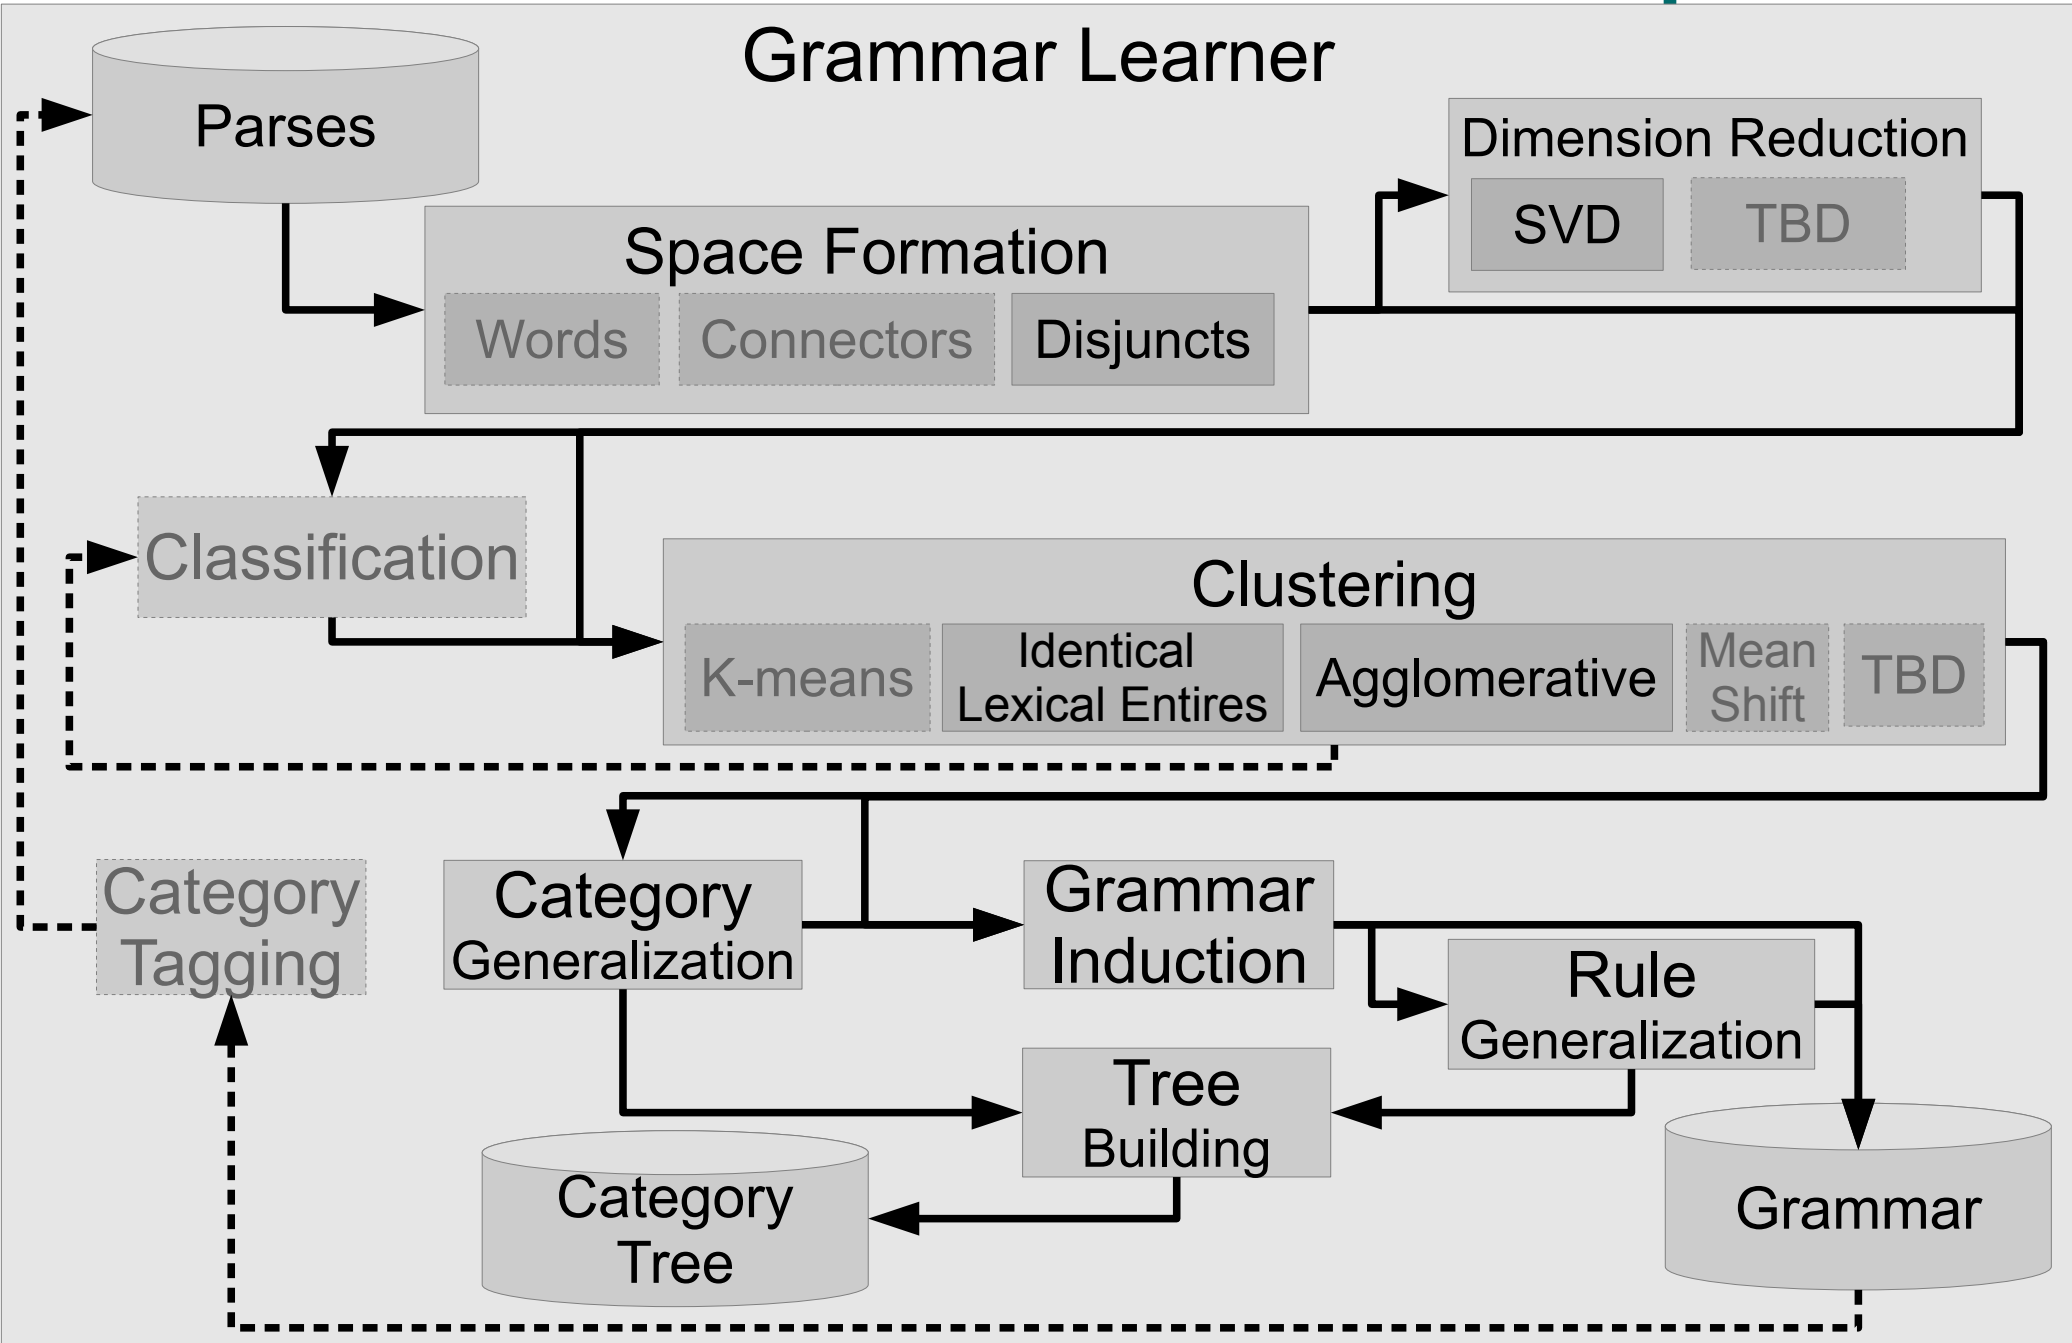 Grammar Learner
Parses
Dimension Reduction
SVD
TBD
Space Formation
Words
Connectors
Disjuncts
Classification
Clustering
K-means
Identical
Lexical Entires
Agglomerative
Mean
Shift
TBD
Category
Tagging
Category
Generalization
Grammar
Induction
Rule
Generalization
Tree
Building
Category
Tree
Grammar